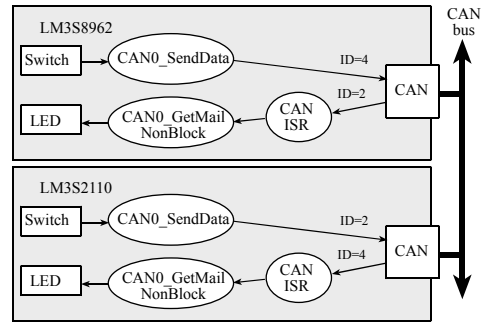 LM3S8962
CAN
bus
Switch
CAN0_SendData
ID=4
CAN
ID=2
LED
CAN0_GetMail
NonBlock
CAN
ISR
LM3S2110
Switch
CAN0_SendData
ID=2
CAN
ID=4
LED
CAN0_GetMail
NonBlock
CAN
ISR